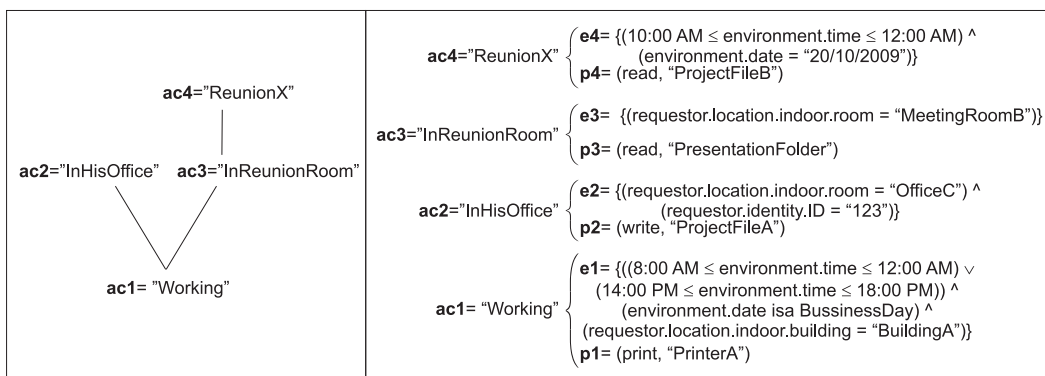 ac4="ReunionX"
ac2="InHisOffice" ac3="InReunionRoom"
ac1= "Working"
ac4="ReunionX"
e4= {(10:00 AM ≤ environment.time ≤ 12:00 AM) ^
(environment.date = "20/10/2009")}
p4= (read, "ProjectFileB")
ac3="InReunionRoom"
e3= {(requestor.location.indoor.room = "MeetingRoomB")}
p3= (read, "PresentationFolder")
ac2="InHisOffice"
e2= {(requestor.location.indoor.room = "OfficeC") ^
(requestor.identity.ID = "123")}
p2= (write, "ProjectFileA")
ac1= "Working"
e1= {((8:00 AM ≤ environment.time ≤ 12:00 AM) ∨
(14:00 PM ≤ environment.time ≤ 18:00 PM)) ^
(environment.date isa BussinessDay) ^
(requestor.location.indoor.building = "BuildingA")}
p1= (print, "PrinterA")